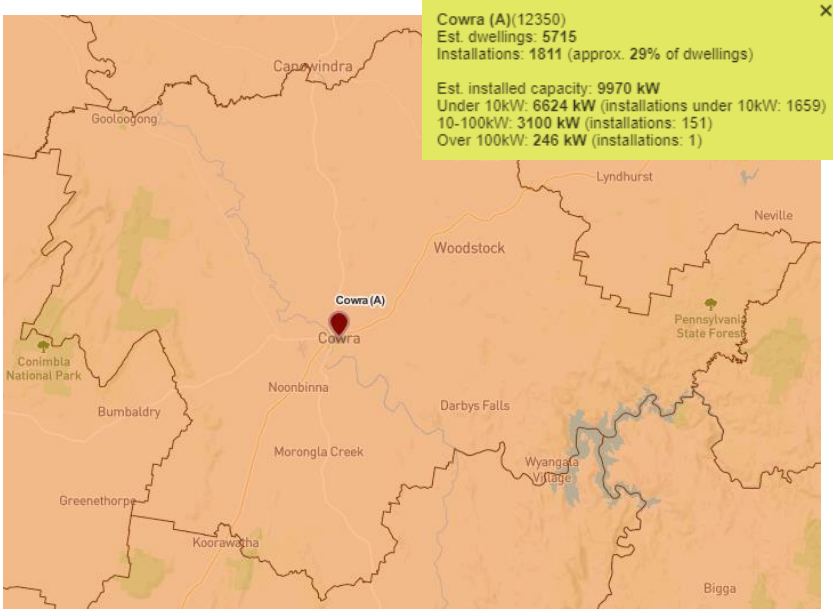 ×
Cowra (A)(12350)
Est. dwellings: 5715
Installations: 1811 (approx. 29% of dwellings)
Est. installed capacity: 9970 kW
Under 10kW: 6624 kW (installations under 10kW: 1659)
10-100kW: 3100 kW (installations: 151)
Over 100kW: 246 kW (installations: 1)
Canowindra
Gooloogong
Lyndhurst
Neville
Woodstock
Cowra (A)
Cowra
Pennsylvania
State Forest
Conimbla
National Park
Noonbinna
Bumbaldry
Darbys Falls
Morongla Creek
Wyangala
Village
Greenethorpe
Koorawatha
Bigga